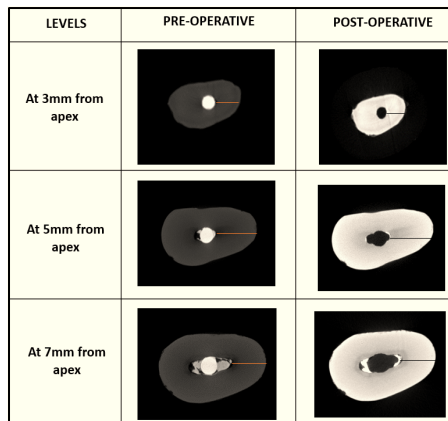 LEVELS PRE-OPERATIVE POST-OPERATIVE
At 3mm from
apex
At 5mm from
apex
At 7mm from
apex